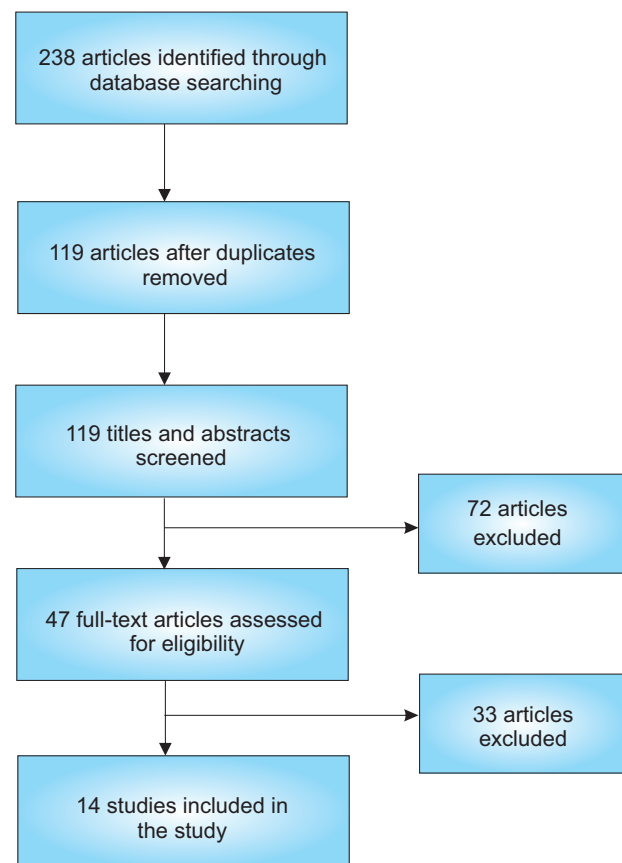 238 articles identified through
database searching
119 articles after duplicates
removed
119 titles and abstracts
screened
72 articles
excluded
47 full-text articles assessed
for eligibility
33 articles
excluded
14 studies included in
the study